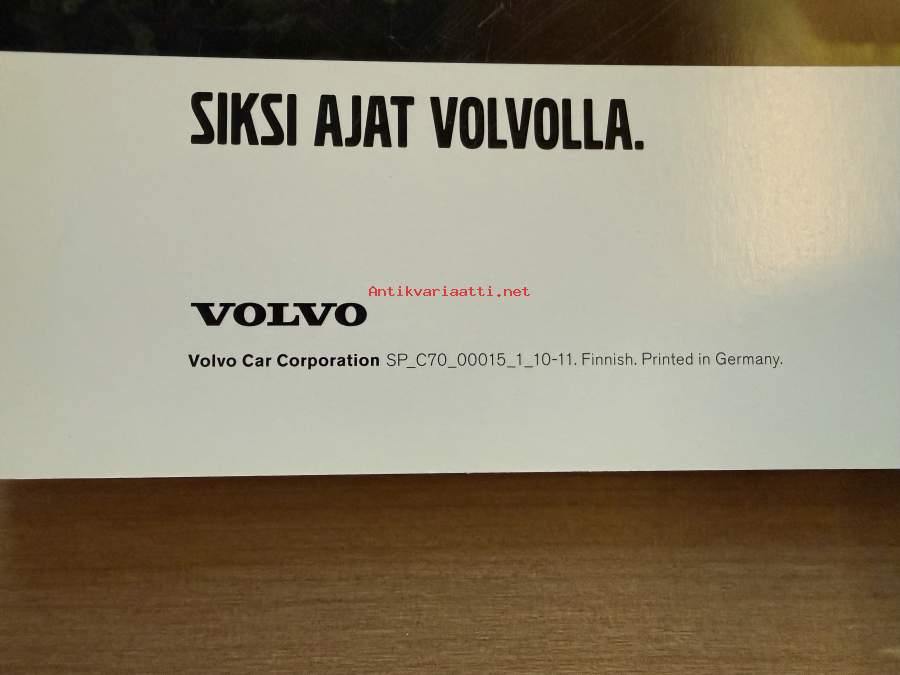 SIKSI AJAT VOLVOLLA.
Antikvariaatti.net
VOLVO
Volvo Car Corporation SP_C70_00015_1_10-11. Finnish. Printed in Germany.